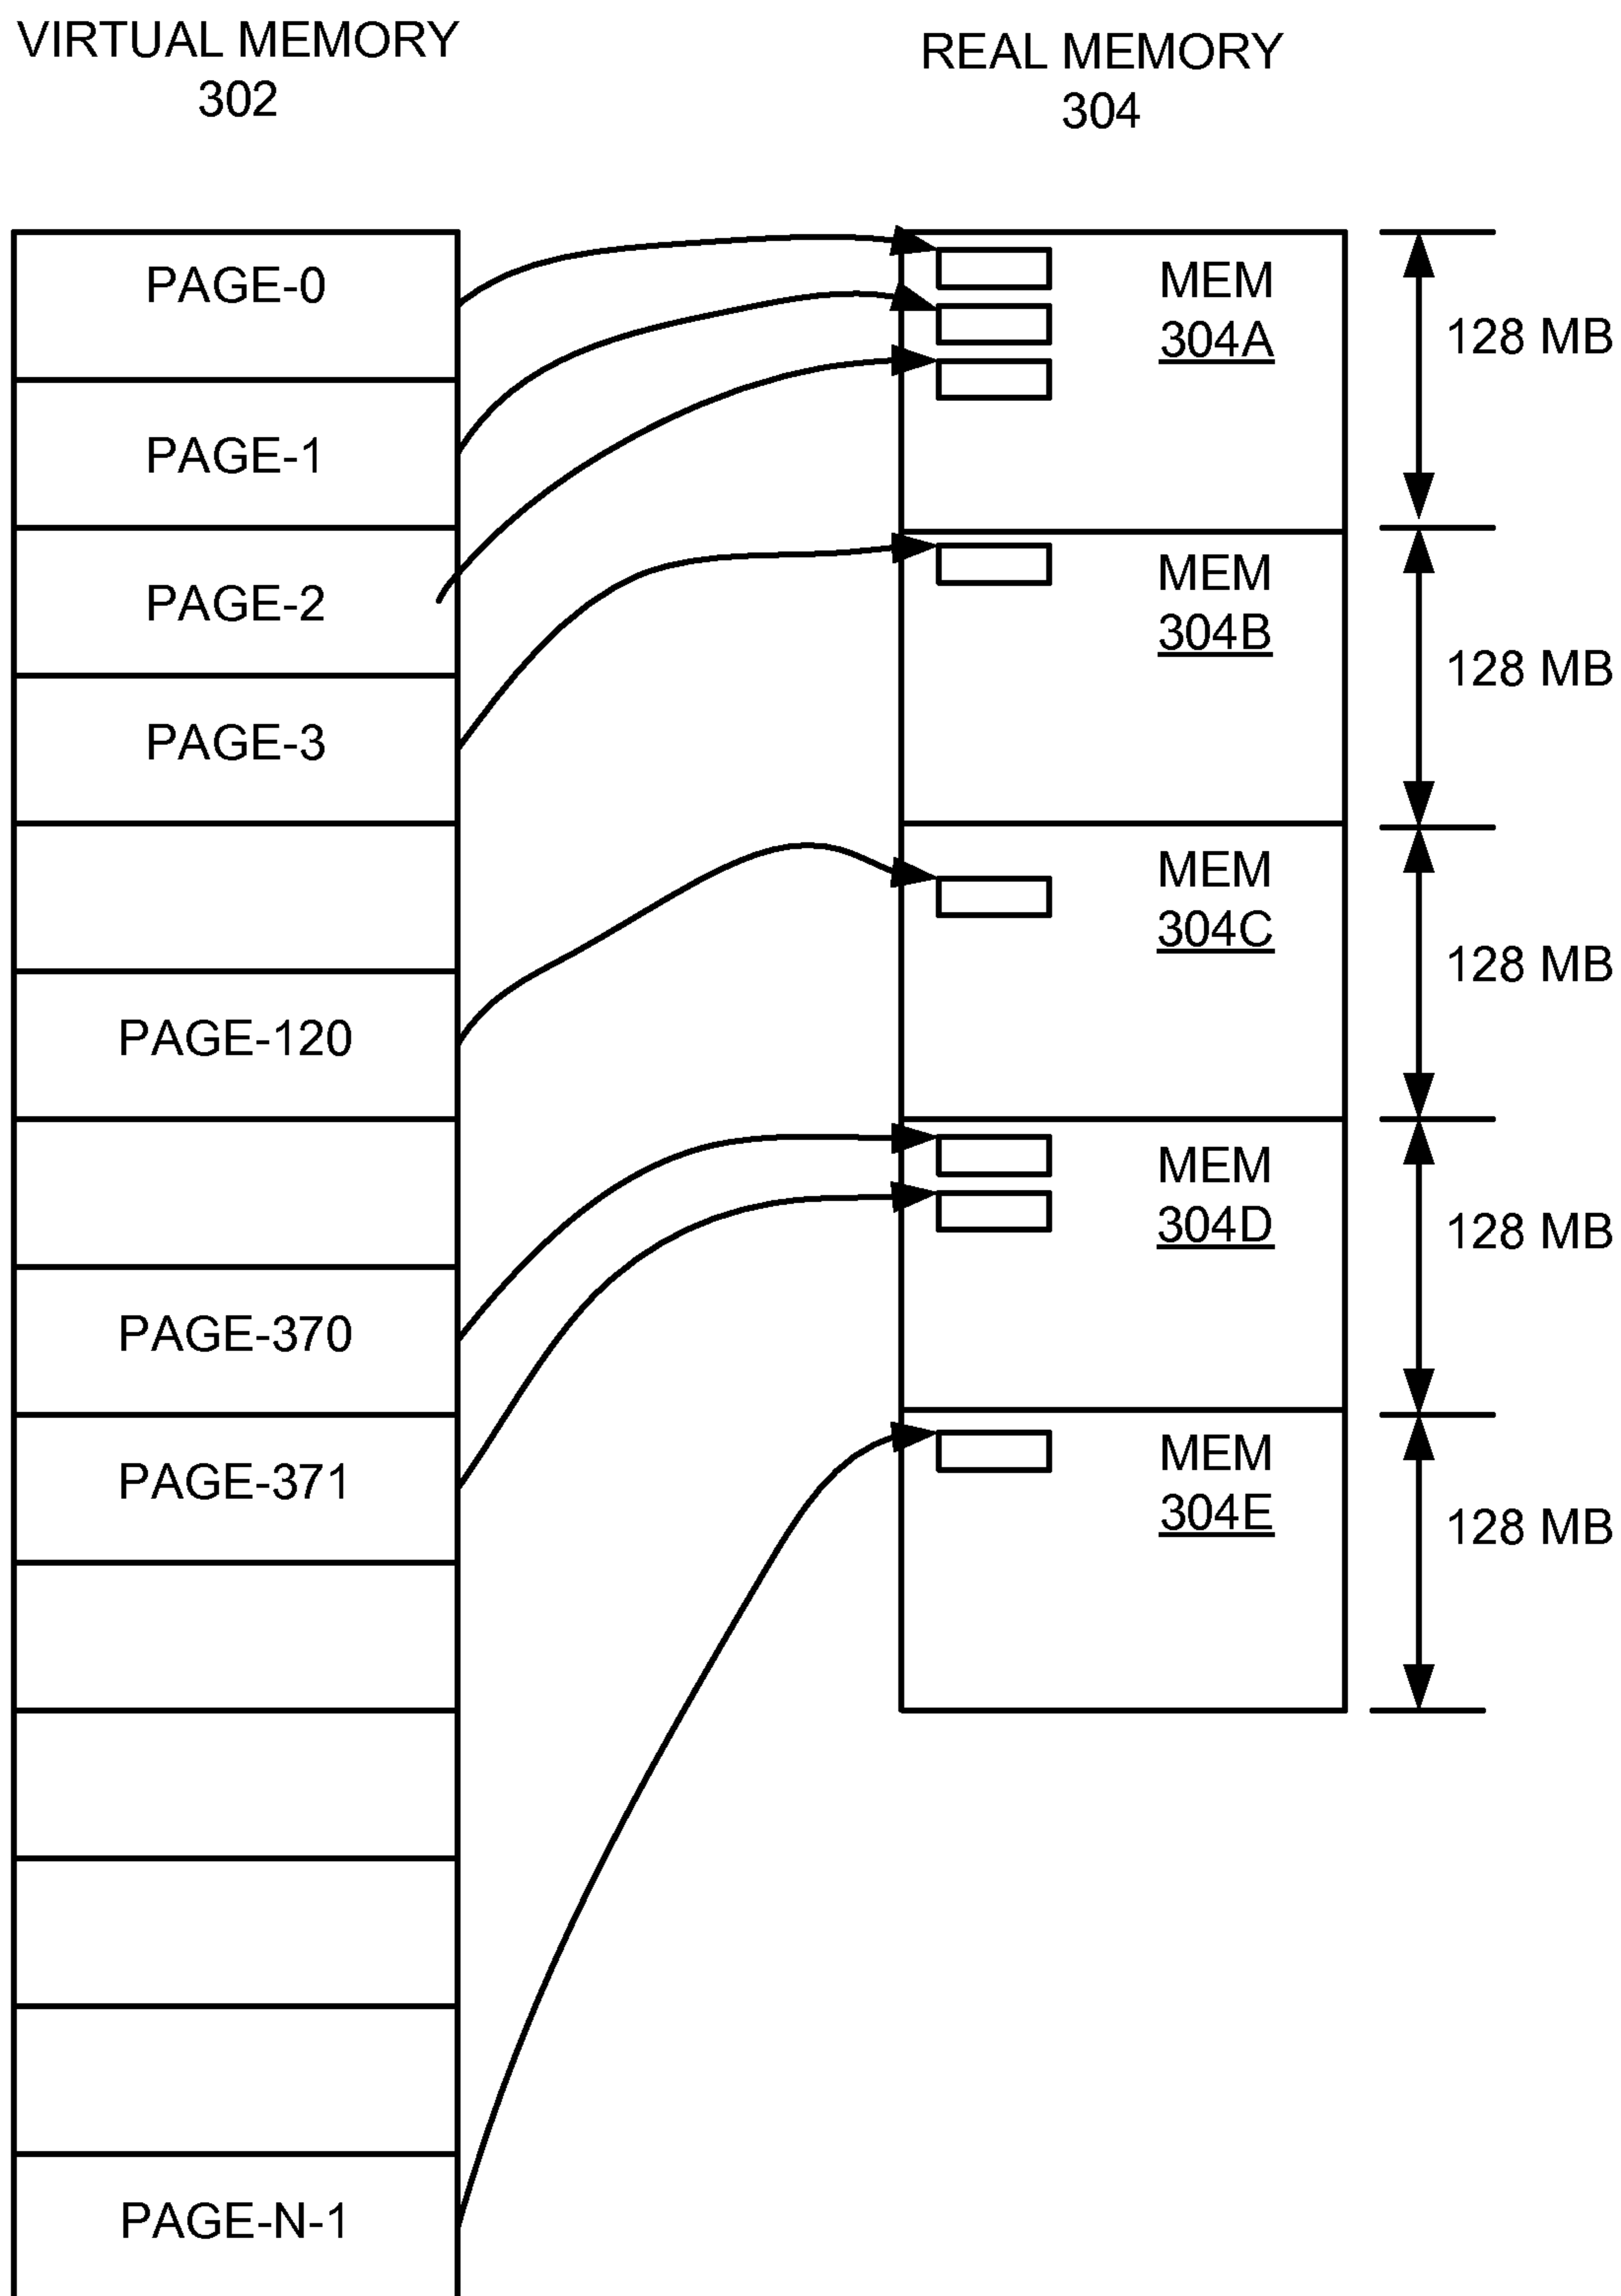 VIRTUAL MEMORY
302
REAL MEMORY
304
PAGE-0
PAGE-1
PAGE-2
PAGE-3
PAGE-120
PAGE-370
PAGE-371
PAGE-N-1
MEM
304A
128 MB
MEM
304B
128 MB
MEM
304C
128 MB
MEM
304D
128 MB
MEM
304E
128 MB